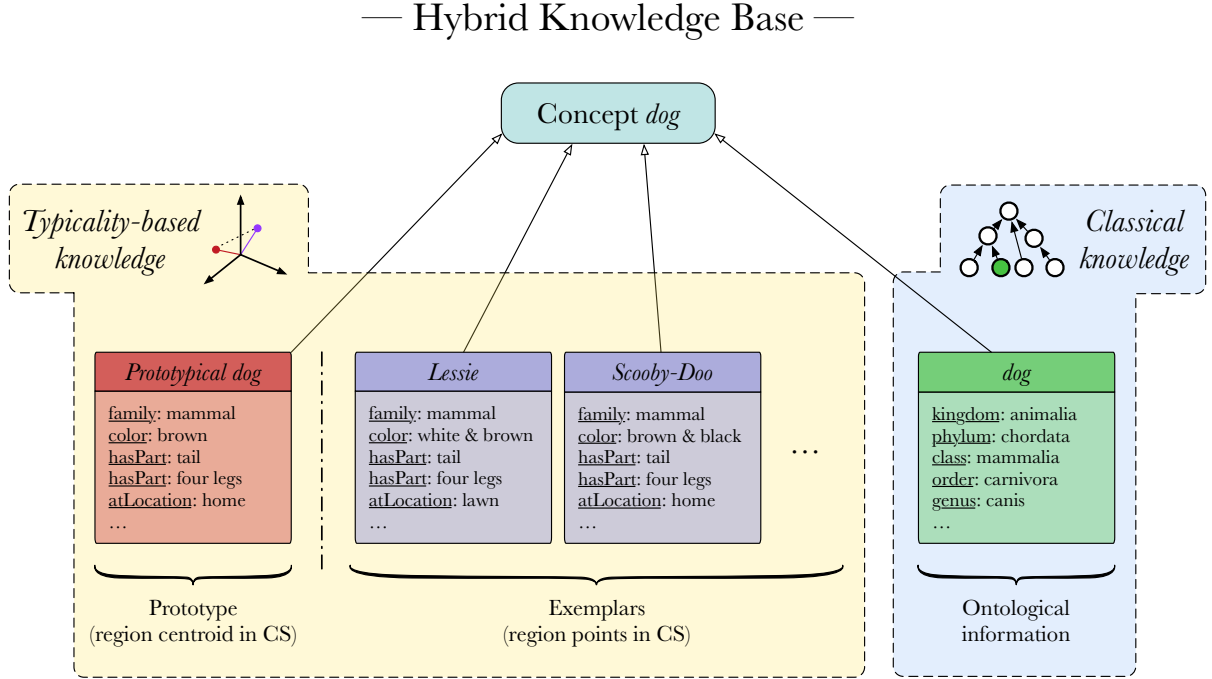 — Hybrid Knowledge Base —
Concept dog
Typicality-based
knowledge
Classical
knowledge
Prototypical dog
family: mammal
color: brown
hasPart: tail
hasPart: four legs
atLocation: home
…
Lessie
family: mammal
color: white & brown
hasPart: tail
hasPart: four legs
atLocation: lawn
…
Scooby-Doo
family: mammal
color: brown & black
hasPart: tail
hasPart: four legs
atLocation: home
…
…
dog
kingdom: animalia
phylum: chordata
class: mammalia
order: carnivora
genus: canis
…
Prototype
(region centroid in CS)
Exemplars
(region points in CS)
Ontological
information